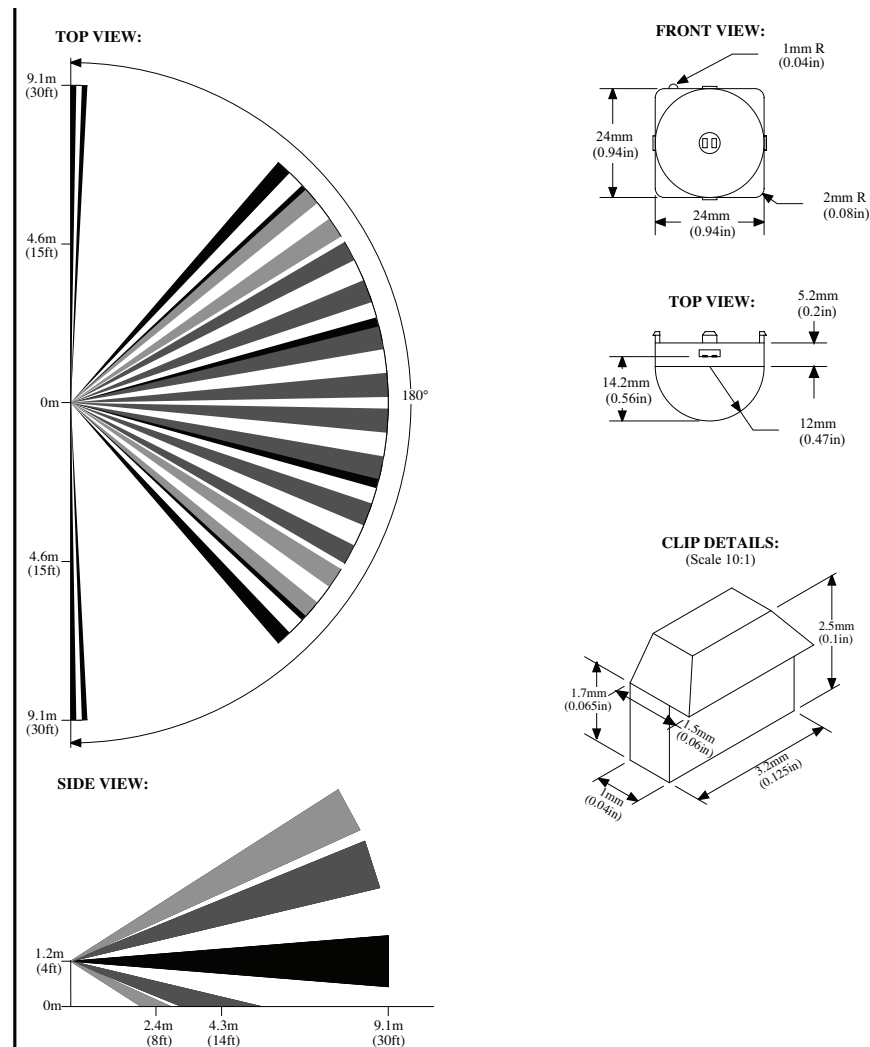 TOP VIEW:
9.1m
(30ft)
4.6m
(15ft)
0m
180°
4.6m
(15ft)
9.1m
(30ft)
SIDE VIEW:
1.2m
(4ft)
0m
2.4m
(8ft)
4.3m
(14ft)
9.1m
(30ft)
FRONT VIEW:
1mm R
(0.04in)
24mm
(0.94in)
2mm R
(0.08in)
24mm
(0.94in)
TOP VIEW:
5.2mm
(0.2in)
14.2mm
(0.56in)
12mm
(0.47in)
CLIP DETAILS:
(Scale 10:1)
2.5mm
(0.1in)
1.7mm
(0.065in)
1.5mm
(0.06in)
3.2mm
(0.125in)
1mm
(0.04in)